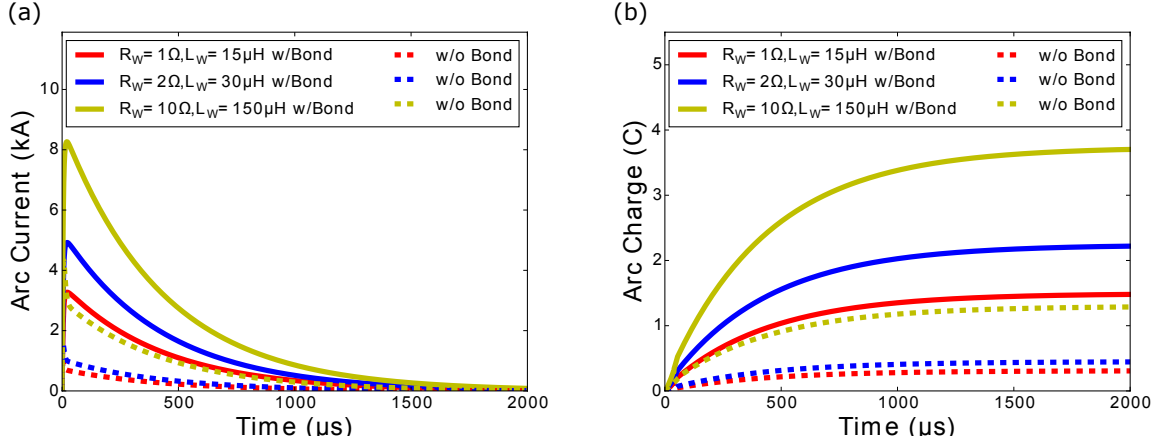 (a)
R_W= 1Ω,L_W= 15µH w/Bond w/o Bond
R_W= 2Ω,L_W= 30µH w/Bond w/o Bond
R_W= 10Ω,L_W= 150µH w/Bond w/o Bond
Arc Current (kA)
10
8
6
4
2
0
0 500 1000 1500 2000
Time (µs)
(b)
R_W= 1Ω,L_W= 15µH w/Bond w/o Bond
R_W= 2Ω,L_W= 30µH w/Bond w/o Bond
R_W= 10Ω,L_W= 150µH w/Bond w/o Bond
Arc Charge (C)
5
4
3
2
1
0
0 500 1000 1500 2000
Time (µs)